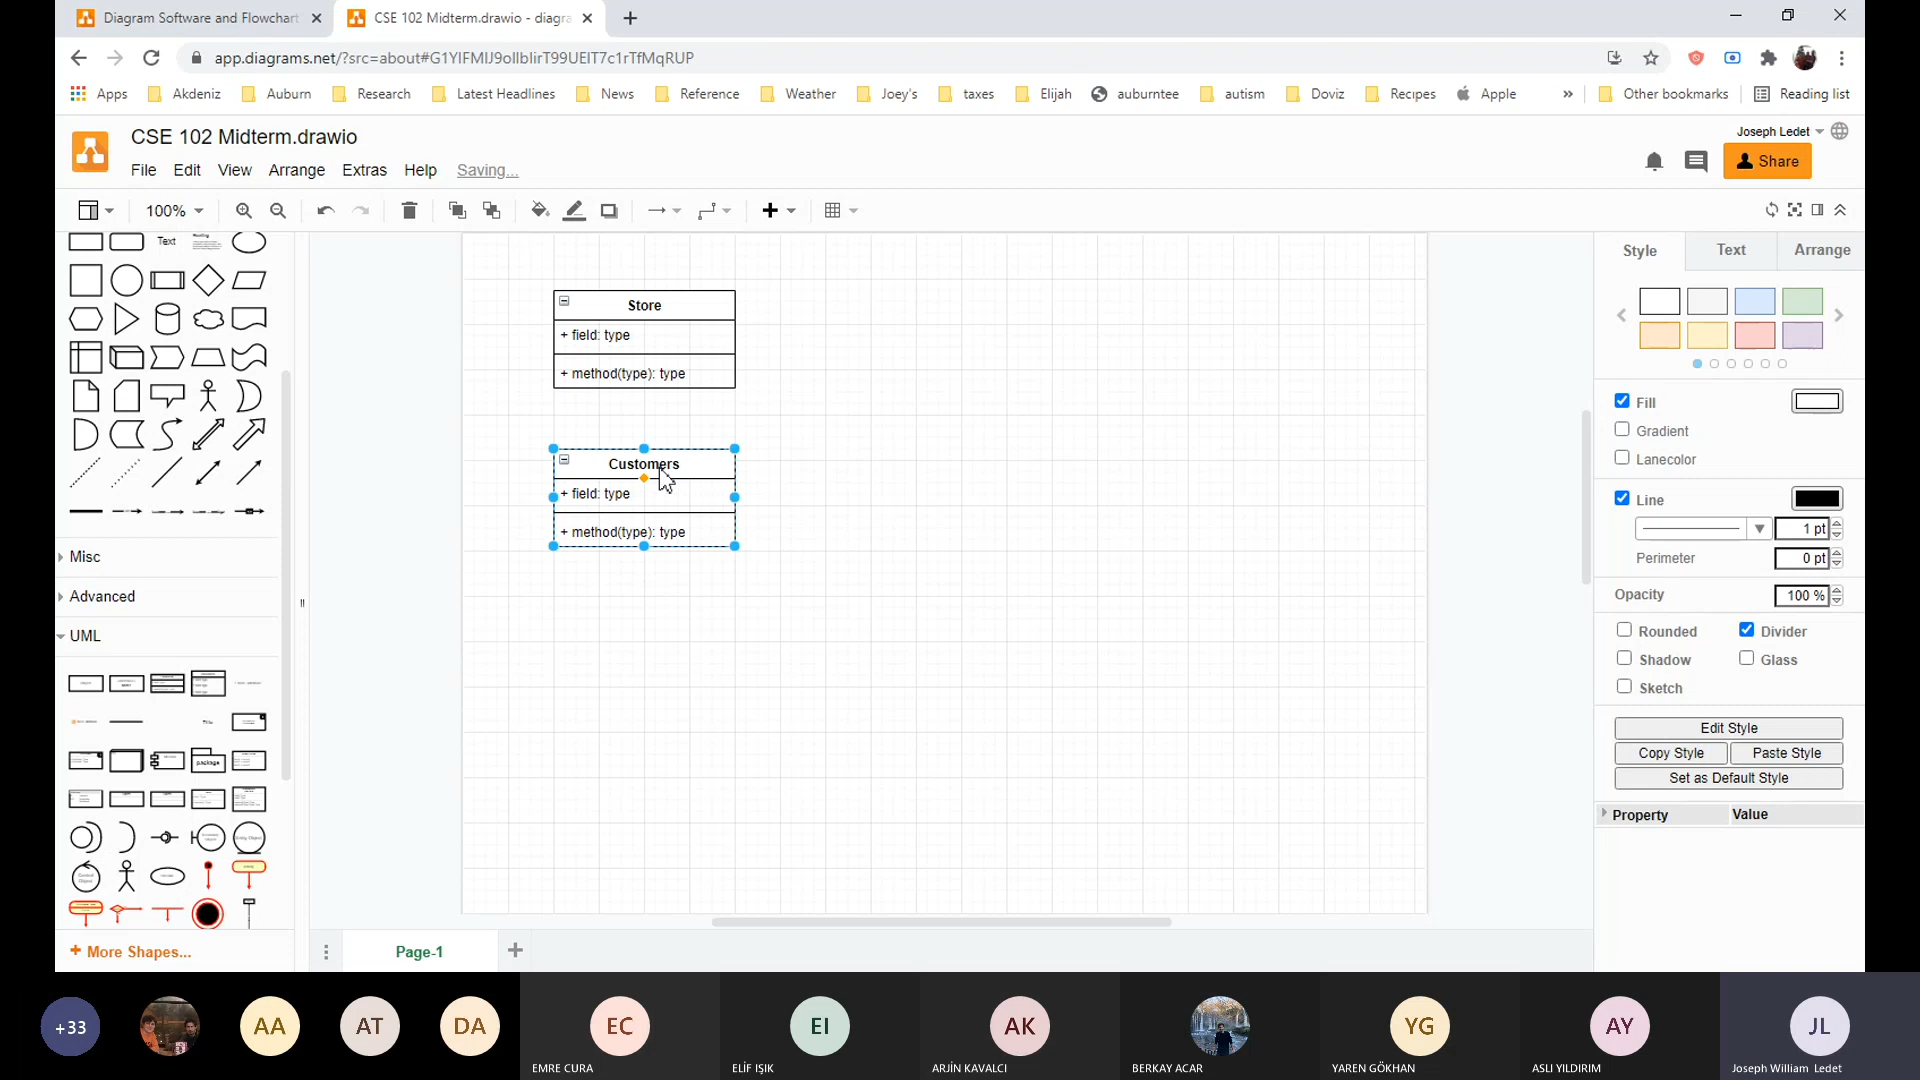 Diagram Software and Flowchart
CSE 102 Midterm.drawio - diagra
app.diagrams.net/?src=about#G1YIFMIJ9oIlbIirT99UEIT7c1rTfMqRUP
Apps
Akdeniz
Auburn
Research
Latest Headlines
News
Reference
Weather
Joey's
taxes
Elijah
auburntee
autism
Doviz
Recipes
Apple
»
Other bookmarks
Reading list
CSE 102 Midterm.drawio
Joseph Ledet
File Edit View Arrange Extras Help Saving...
Share
100%
Text
Heading
Style
Text
Arrange
Store
+ field: type
+ method(type): type
Customers
+ field: type
+ method(type): type
Fill
Gradient
Lanecolor
Line
1 pt
Perimeter
0 pt
Opacity
100 %
Rounded
Divider
Shadow
Glass
Sketch
Edit Style
Copy Style
Paste Style
Set as Default Style
Property
Value
Misc
Advanced
UML
package
+ More Shapes...
Page-1
+33
AA
AT
DA
EC
EMRE CURA
EI
ELİF IŞIK
AK
ARJİN KAVALCI
BERKAY ACAR
YG
YAREN GÖKHAN
AY
ASLI YILDIRIM
JL
Joseph William Ledet